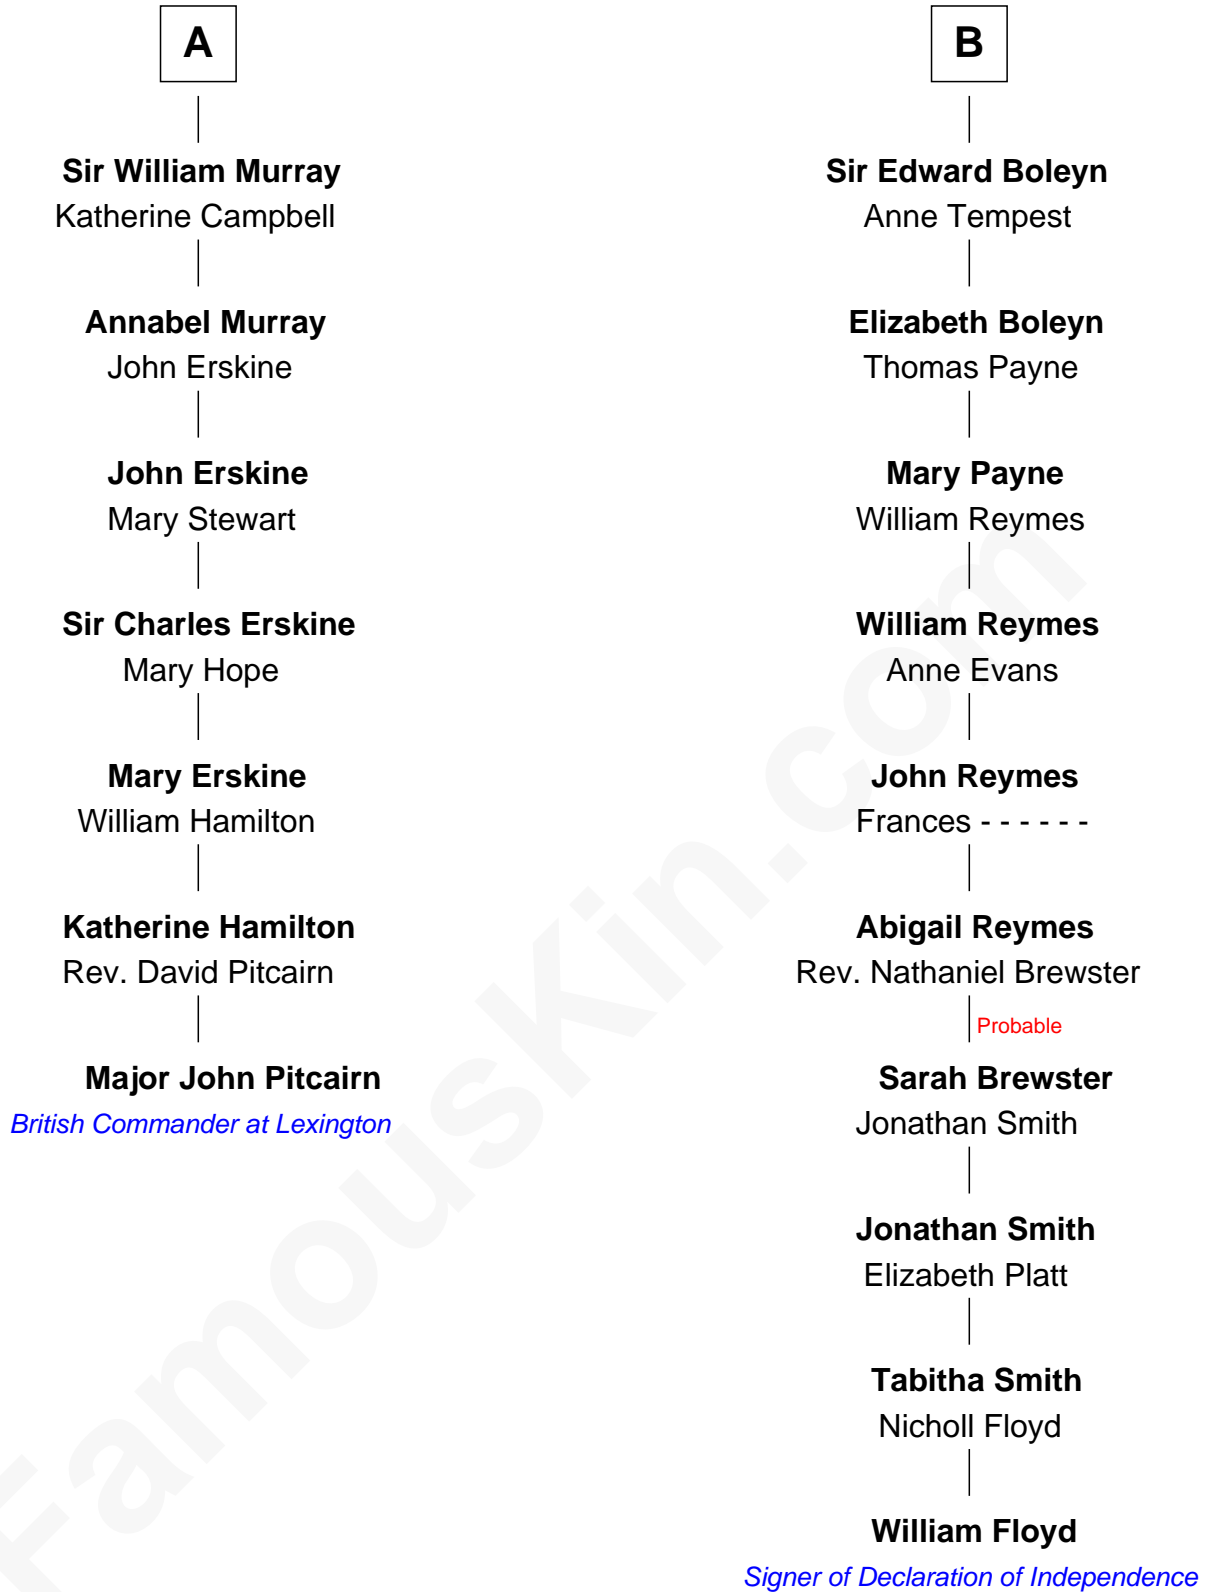 A
Sir William Murray
Katherine Campbell
Annabel Murray
John Erskine
John Erskine
Mary Stewart
Sir Charles Erskine
Mary Hope
Mary Erskine
William Hamilton
Katherine Hamilton
Rev. David Pitcairn
Major John Pitcairn
British Commander at Lexington
B
Sir Edward Boleyn
Anne Tempest
Elizabeth Boleyn
Thomas Payne
Mary Payne
William Reymes
William Reymes
Anne Evans
John Reymes
Frances - - - - - -
Abigail Reymes
Rev. Nathaniel Brewster
Probable
Sarah Brewster
Jonathan Smith
Jonathan Smith
Elizabeth Platt
Tabitha Smith
Nicholl Floyd
William Floyd
Signer of Declaration of Independence
FamousKin.com